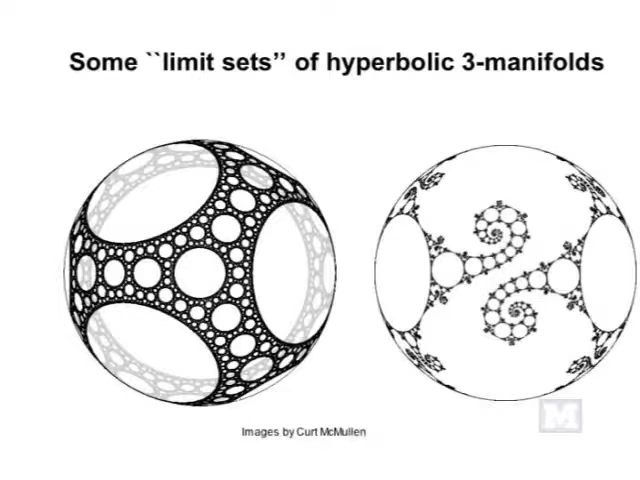 Some ``limit sets’’ of hyperbolic 3-manifolds
Images by Curt McMullen
M